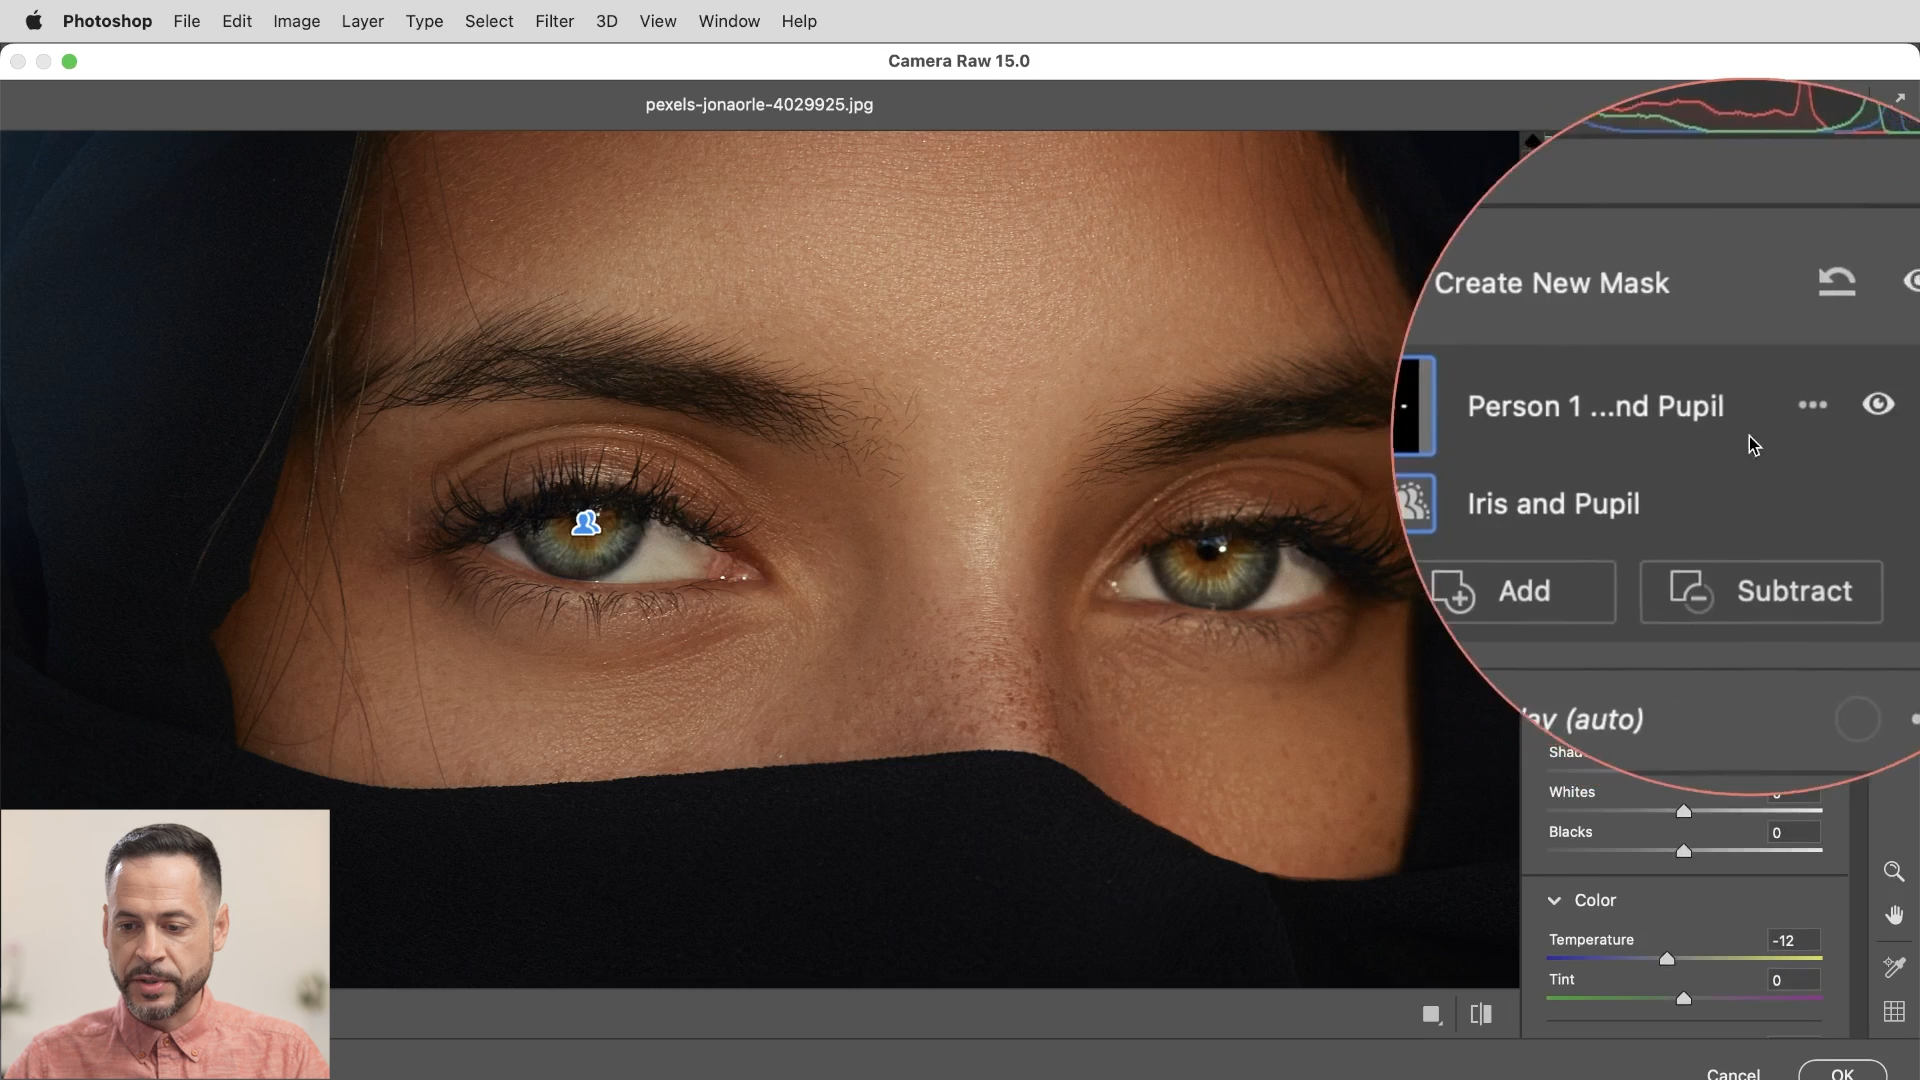 Photoshop File Edit Image Layer Type Select Filter 3D View Window Help
Camera Raw 15.0
pexels-jonaorle-4029925.jpg
Create New Mask
Person 1 ...nd Pupil
Iris and Pupil
Add Subtract
(auto)
Whites
Blacks 0
Color
Temperature -12
Tint 0
Cancel OK